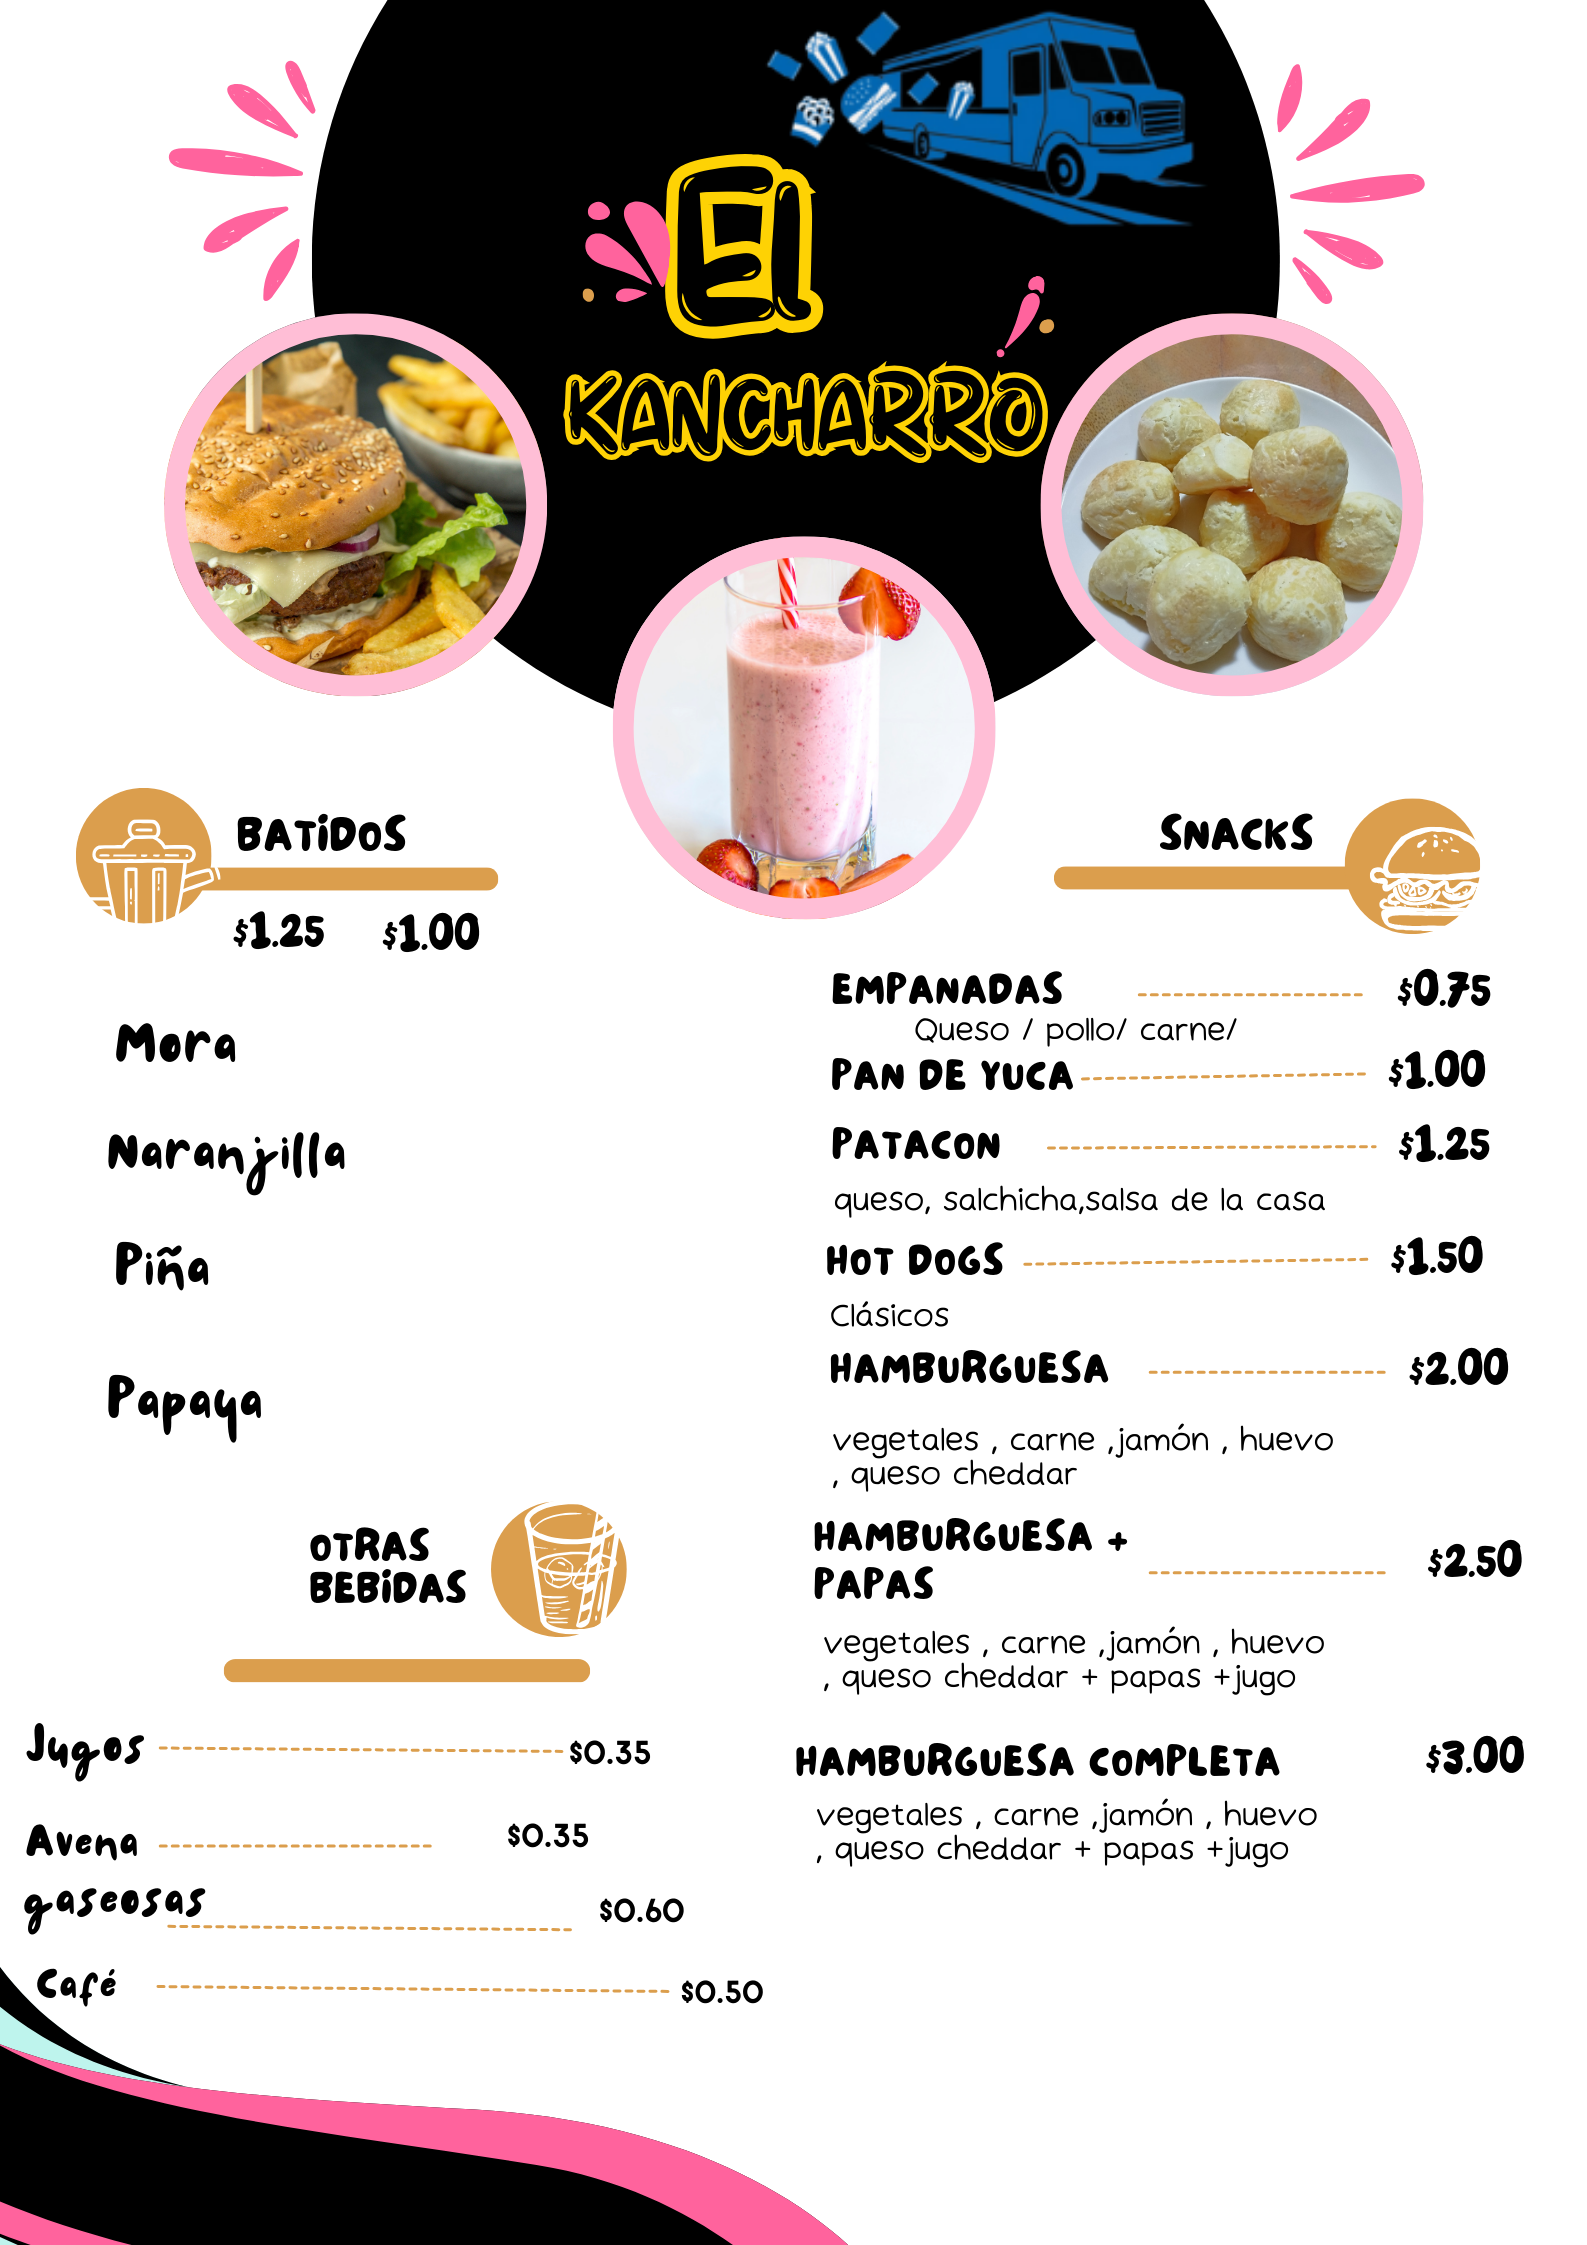 El
KANCHARRO
BATIDOS
$1.25 $1.00
Mora
Naranjilla
Piña
Papaya
OTRAS
BEBIDAS
Jugos $0.35
Avena $0.35
gaseosas $0.60
Café $0.50
SNACKS
EMPANADAS $0.75
Queso / pollo/ carne/
PAN DE YUCA $1.00
PATACON $1.25
queso, salchicha,salsa de la casa
HOT DOGS $1.50
Clásicos
HAMBURGUESA $2.00
vegetales , carne ,jamón , huevo
, queso cheddar
HAMBURGUESA +
PAPAS $2.50
vegetales , carne ,jamón , huevo
, queso cheddar + papas +jugo
HAMBURGUESA COMPLETA $3.00
vegetales , carne ,jamón , huevo
, queso cheddar + papas +jugo